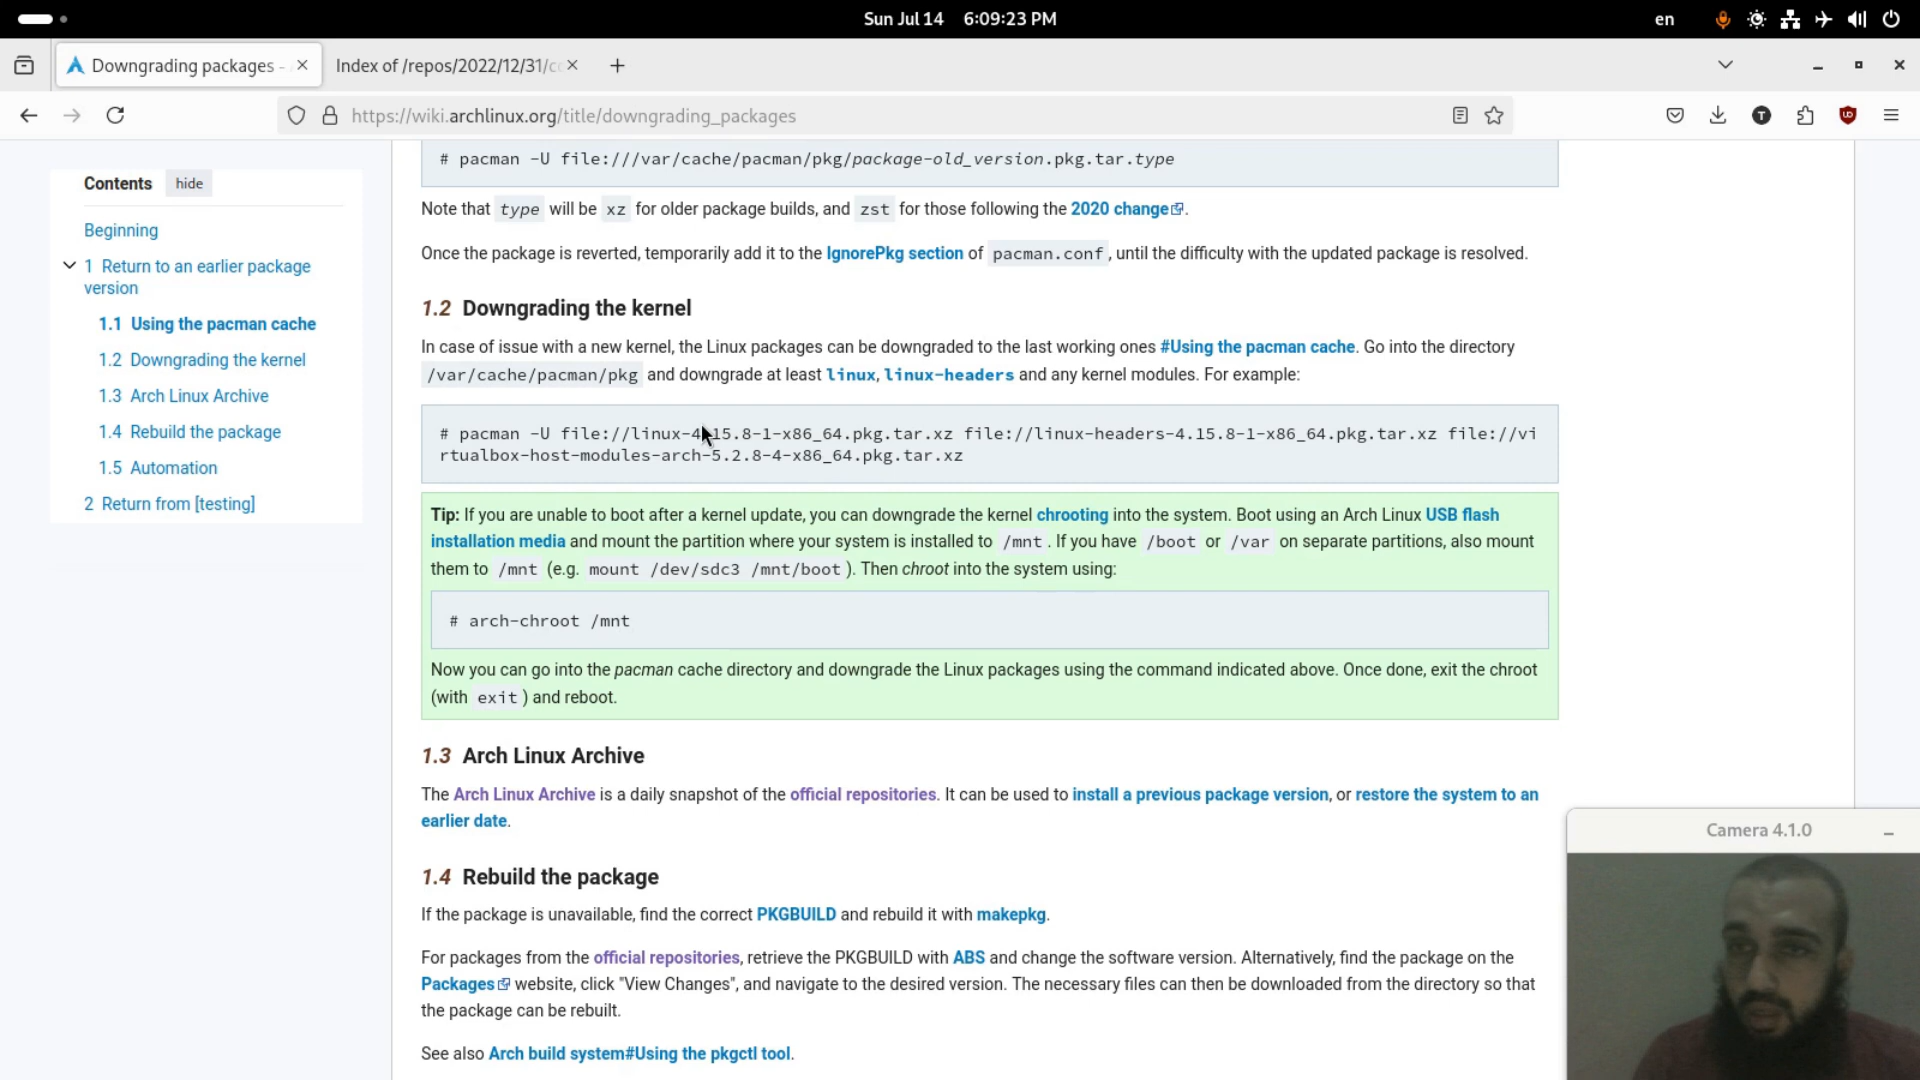 Sun Jul 14 6:09:23 PM
en
Downgrading packages -
Index of /repos/2022/12/31/c
https://wiki.archlinux.org/title/downgrading_packages
Contents hide
Beginning
1 Return to an earlier package
version
1.1 Using the pacman cache
1.2 Downgrading the kernel
1.3 Arch Linux Archive
1.4 Rebuild the package
1.5 Automation
2 Return from [testing]
# pacman -U file:///var/cache/pacman/pkg/package-old_version.pkg.tar.type
Note that type will be xz for older package builds, and zst for those following the 2020 change.
Once the package is reverted, temporarily add it to the IgnorePkg section of pacman.conf, until the difficulty with the updated package is resolved.
1.2 Downgrading the kernel
In case of issue with a new kernel, the Linux packages can be downgraded to the last working ones #Using the pacman cache. Go into the directory
/var/cache/pacman/pkg and downgrade at least linux, linux-headers and any kernel modules. For example:
# pacman -U file://linux-4.15.8-1-x86_64.pkg.tar.xz file://linux-headers-4.15.8-1-x86_64.pkg.tar.xz file://vi
rtualbox-host-modules-arch-5.2.8-4-x86_64.pkg.tar.xz
Tip: If you are unable to boot after a kernel update, you can downgrade the kernel chrooting into the system. Boot using an Arch Linux USB flash
installation media and mount the partition where your system is installed to /mnt. If you have /boot or /var on separate partitions, also mount
them to /mnt (e.g. mount /dev/sdc3 /mnt/boot). Then chroot into the system using:
# arch-chroot /mnt
Now you can go into the pacman cache directory and downgrade the Linux packages using the command indicated above. Once done, exit the chroot
(with exit) and reboot.
1.3 Arch Linux Archive
The Arch Linux Archive is a daily snapshot of the official repositories. It can be used to install a previous package version, or restore the system to an
earlier date.
1.4 Rebuild the package
If the package is unavailable, find the correct PKGBUILD and rebuild it with makepkg.
For packages from the official repositories, retrieve the PKGBUILD with ABS and change the software version. Alternatively, find the package on the
Packages website, click "View Changes", and navigate to the desired version. The necessary files can then be downloaded from the directory so that
the package can be rebuilt.
See also Arch build system#Using the pkgctl tool.
Camera 4.1.0